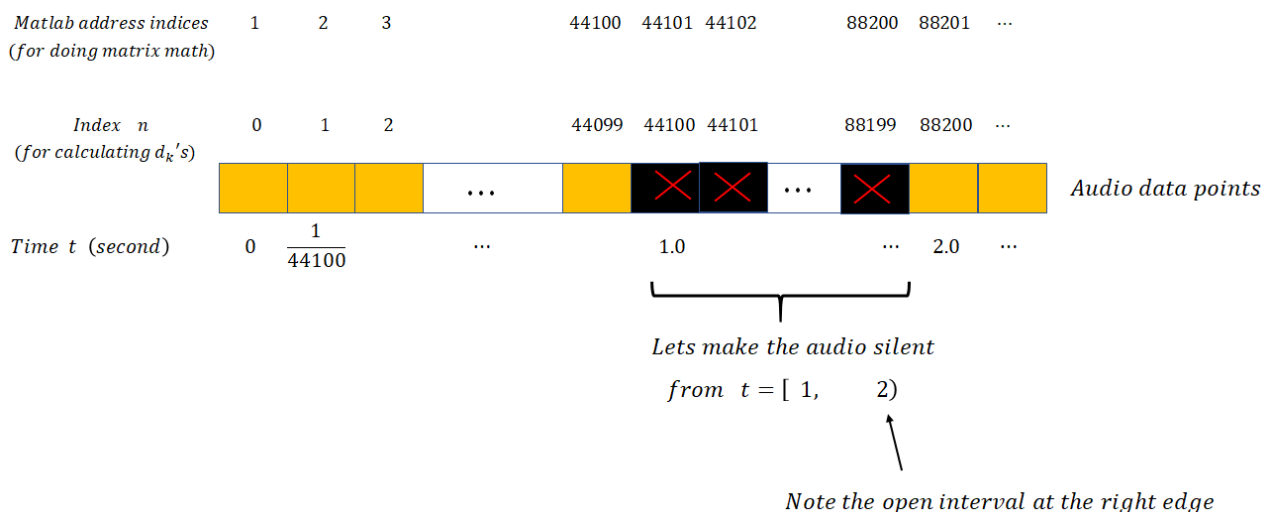 Matlab address indices 1 2 3 44100 44101 44102 88200 88201 ...
(for doing matrix math)
Index n 0 1 2 44099 44100 44101 88199 88200 ...
(for calculating dₖ's)
... ... Audio data points
Time t (second) 0 1/44100 ... 1.0 ... 2.0 ...
Lets make the audio silent
from t = [ 1, 2)
Note the open interval at the right edge